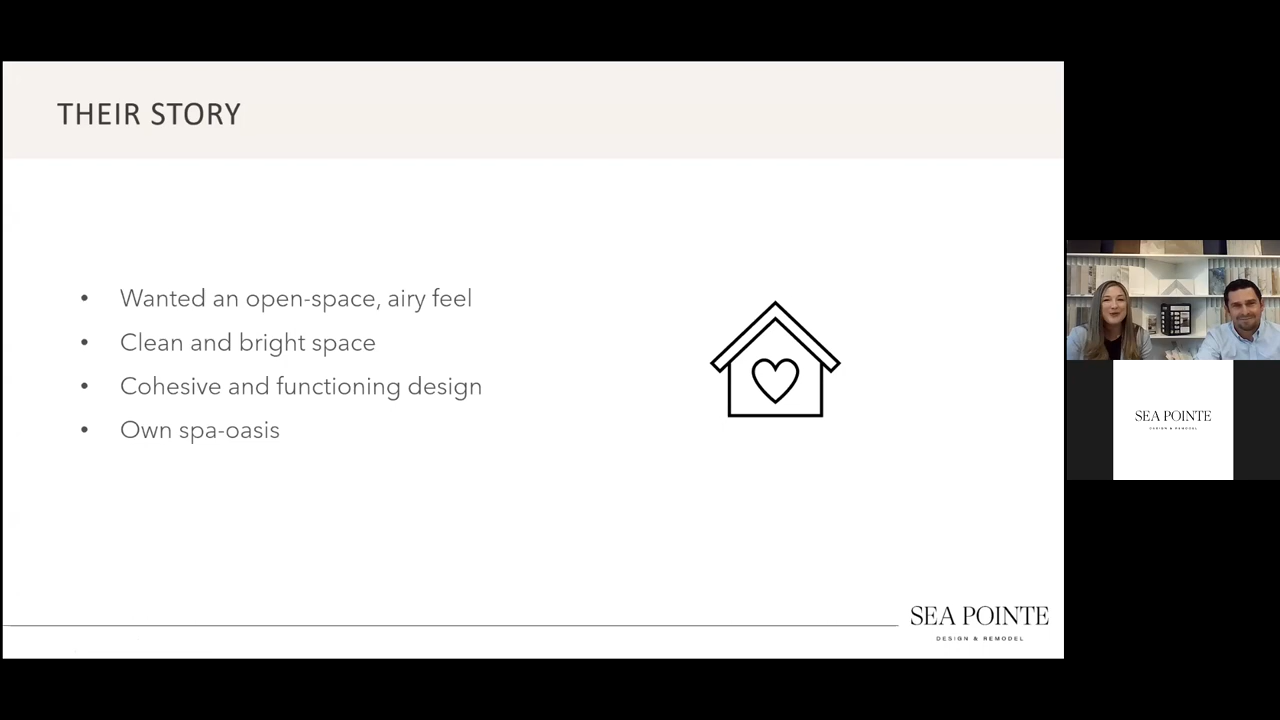 THEIR STORY
• Wanted an open-space, airy feel
• Clean and bright space
• Cohesive and functioning design
• Own spa-oasis
SEA POINTE
DESIGN & REMODEL
SEA POINTE
DESIGN & REMODEL